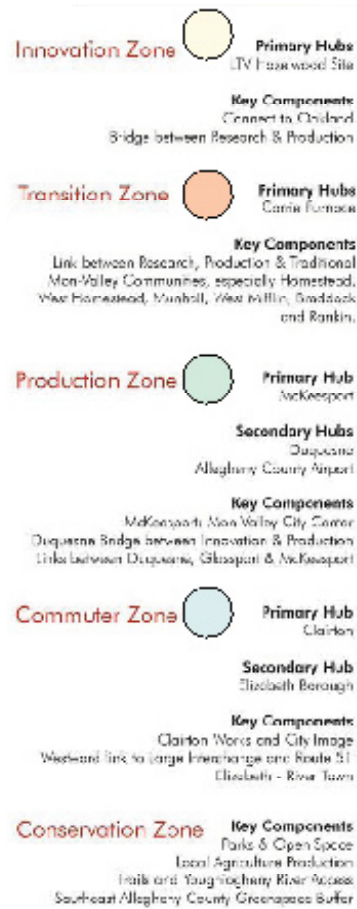 Innovation Zone
Primary Hubs
LTV Hazelwood Site
Key Components
Connect to Oakland
Bridge between Research & Production
Transition Zone
Primary Hubs
Carrie Furnace
Key Components
Link between Research, Production & Traditional
Mon-Valley Communities, especially Homestead,
West Homestead, Munhall, West Mifflin, Braddock
and Rankin.
Production Zone
Primary Hub
McKeesport
Secondary Hubs
Duquesne
Allegheny County Airport
Key Components
McKeesport: Mon Valley City Center
Duquesne Bridge between Innovation & Production
Links between Duquesne, Glassport & McKeesport
Commuter Zone
Primary Hub
Clairton
Secondary Hub
Elizabeth Borough
Key Components
Clairton Works and City Image
Westward link to Large Interchange and Route 51
Elizabeth - River Town
Conservation Zone
Key Components
Parks & Open Space
Local Agriculture Production
Trails and Youghiogheny River Access
Southeast Allegheny County Greenspace Buffer